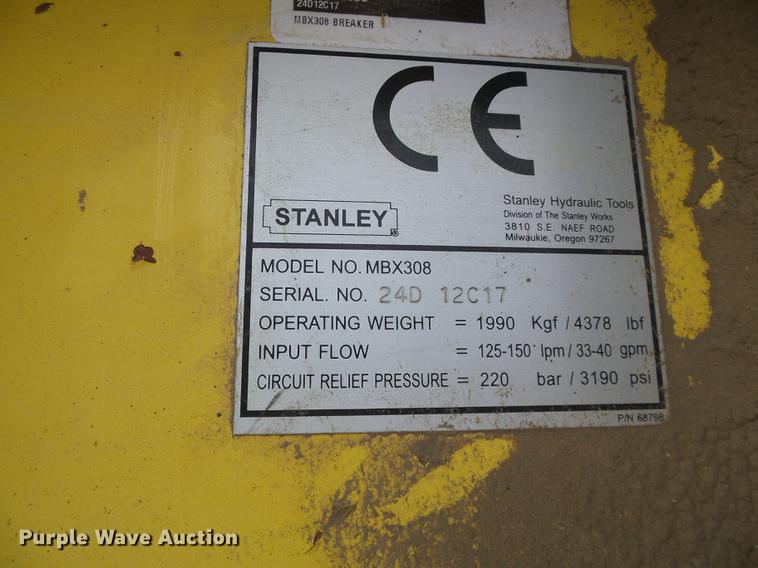 24D12C17
MBX308 BREAKER
CE
STANLEY®
Stanley Hydraulic Tools
Division of The Stanley Works
3810 S.E. NAEF ROAD
Milwaukie, Oregon 97267
MODEL NO. MBX308
SERIAL. NO. 24D 12C17
OPERATING WEIGHT = 1990 Kgf / 4378 lbf
INPUT FLOW = 125-150 lpm / 33-40 gpm
CIRCUIT RELIEF PRESSURE = 220 bar / 3190 psi
P/N 68798
Purple Wave Auction®